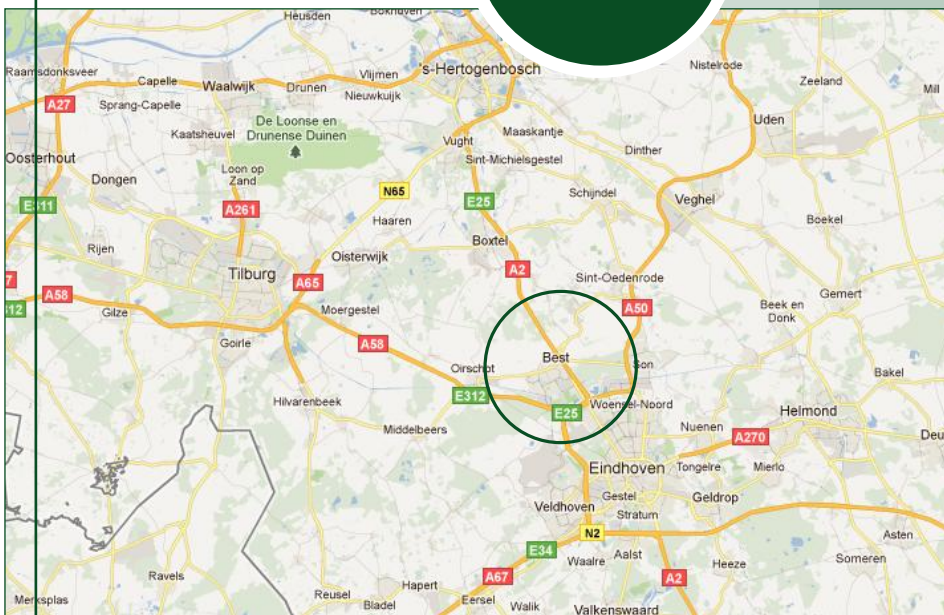 Heusden
Bokhoven
Nistelrode
's-Hertogenbosch
Raamsdonksveer
Capelle
Waalwijk
Drunen
Vlijmen
Nieuwkuijk
Zeeland
Mill
A27
Sprang-Capelle
De Loonse en
Drunense Duinen
Kaatsheuvel
Uden
Maaskantje
Vught
Dinther
Sint-Michielsgestel
Oosterhout
Loon op
Zand
Dongen
N65
Schijndel
Veghel
E311
A261
E25
Haaren
Boekel
Rijen
Oisterwijk
Boxtel
Tilburg
A2
Sint-Oedenrode
A65
A58
Gilze
Moergestel
A50
Beek en
Donk
Gemert
312
Goirle
A58
Best
Son
Oirschot
Bakel
Hilvarenbeek
E312
E25
Woensel-Noord
Helmond
Middelbeers
Nuenen
A270
Deu
Eindhoven
Tongelre
Mierlo
Gestel
Geldrop
Veldhoven
Stratum
N2
Asten
E34
Aalst
Waalre
Heeze
Someren
Ravels
A67
A2
Hapert
Reusel
Bladel
Eersel
Walik
Valkenswaard
Merksplas